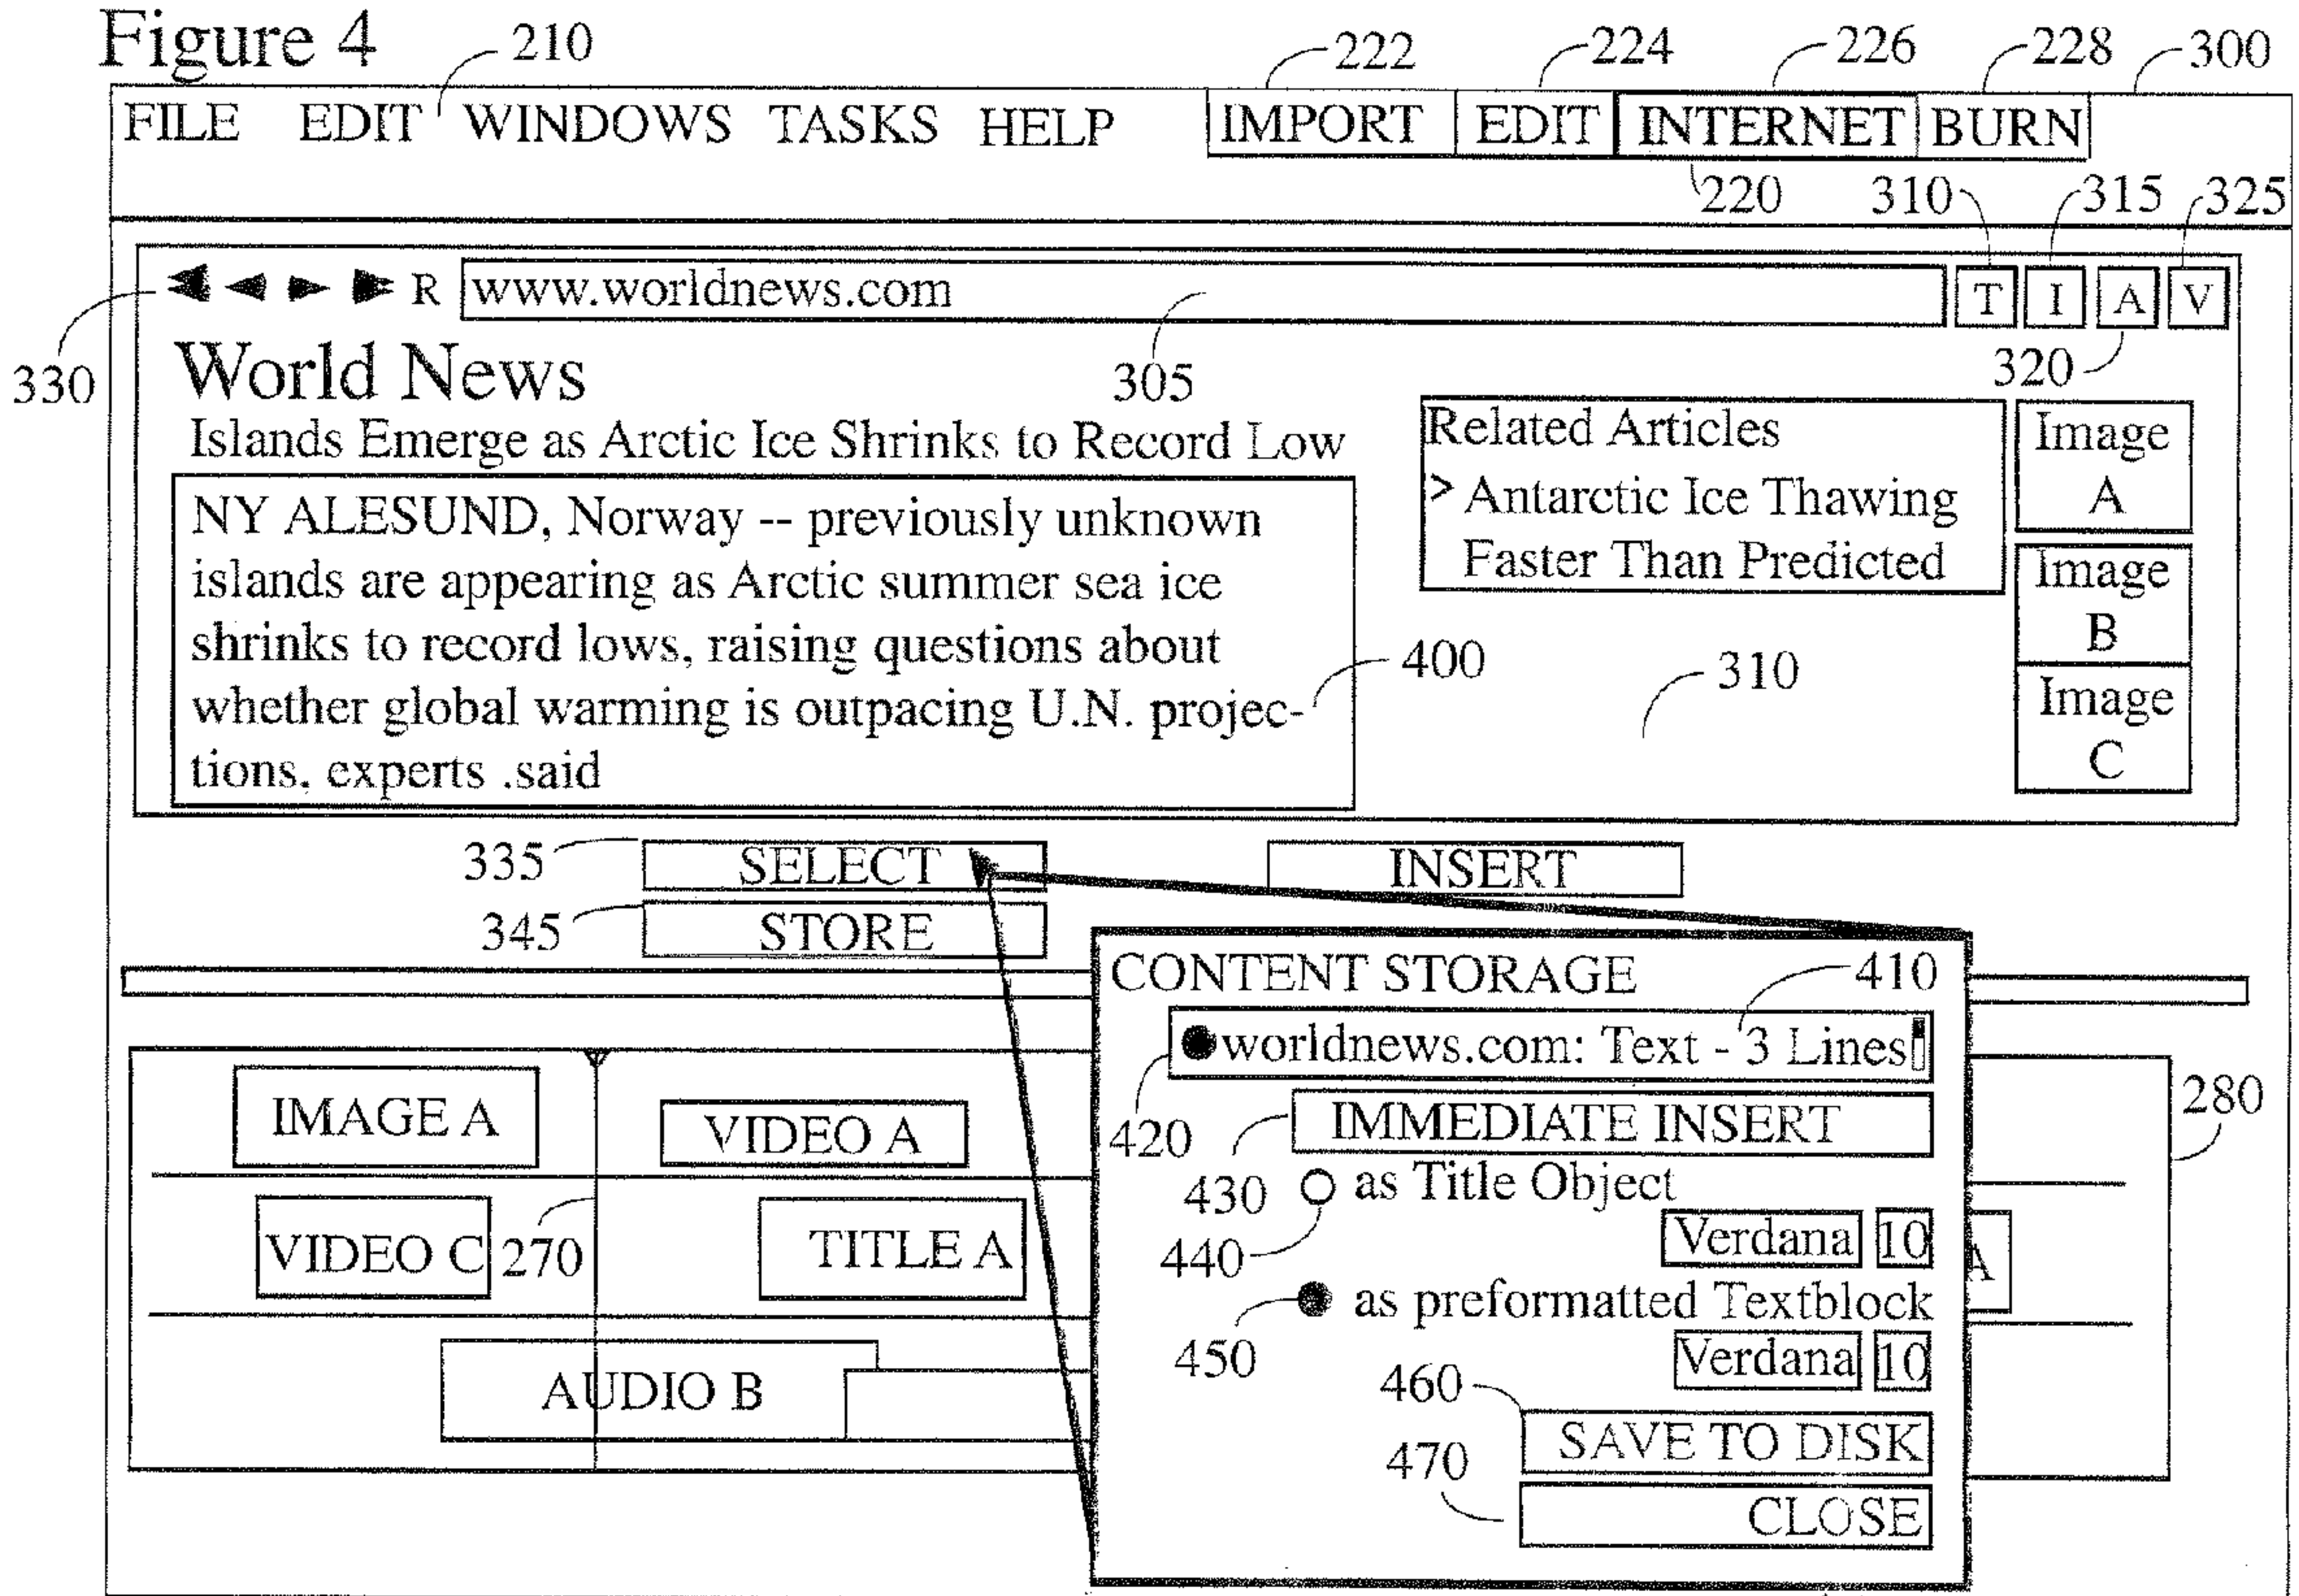 Figure 4
210
222
224
226
228
300
FILE EDIT WINDOWS TASKS HELP IMPORT EDIT INTERNET BURN
220
310
315
325
R www.worldnews.com T I A V
330
305
320
World News
Islands Emerge as Arctic Ice Shrinks to Record Low
NY ALESUND, Norway -- previously unknown
islands are appearing as Arctic summer sea ice
shrinks to record lows, raising questions about
whether global warming is outpacing U.N. projec-
tions, experts .said
400
Related Articles
> Antarctic Ice Thawing
Faster Than Predicted
310
Image
A
Image
B
Image
C
335
SELECT
INSERT
345
STORE
CONTENT STORAGE
410
worldnews.com: Text - 3 Lines
420
IMMEDIATE INSERT
430
as Title Object
440
Verdana 10
as preformatted Textblock
450
Verdana 10
460
SAVE TO DISK
470
CLOSE
IMAGE A
VIDEO A
280
VIDEO C
270
TITLE A
A
AUDIO B